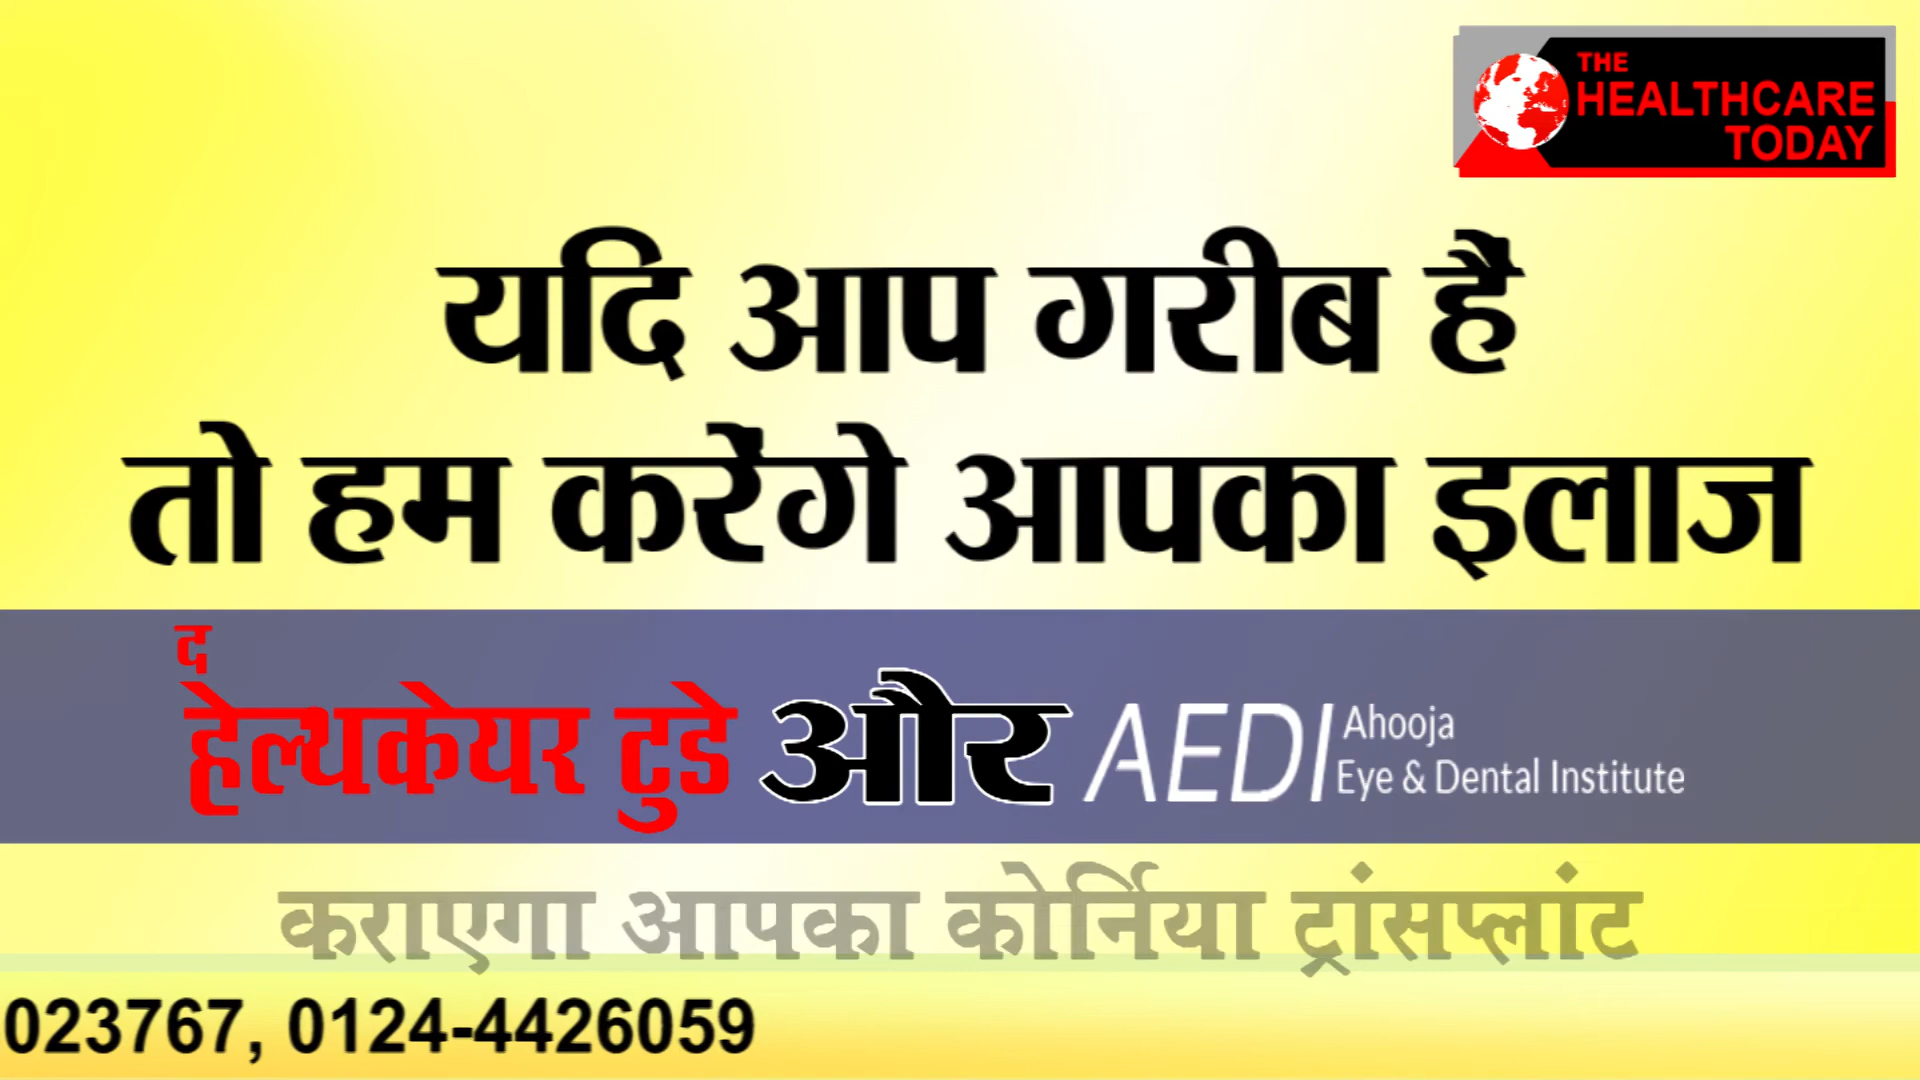 THE
HEALTHCARE
TODAY
यदि आप गरीब हैं
तो हम करेंगे आपका इलाज
द
हेल्थकेयर टुडे और AEDI Ahooja
Eye & Dental Institute
कराएगा आपका कोर्निया ट्रांसप्लांट
023767, 0124-4426059